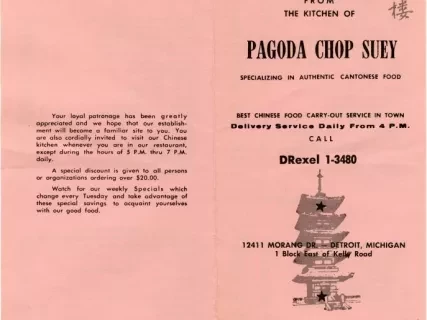 Your loyal patronage has been greatly
appreciated and we hope that our establish-
ment will become a familiar site to you. You
are also cordially invited to visit our Chinese
kitchen whenever you are in our restaurant,
except during the hours of 5 P.M. thru 7 P.M.
daily.
A special discount is given to all persons
or organizations ordering over $20.00.
Watch for our weekly Specials which
change every Tuesday and take advantage of
these special savings to acquaint yourselves
with our good food.
FROM
THE KITCHEN OF
樓
PAGODA CHOP SUEY
SPECIALIZING IN AUTHENTIC CANTONESE FOOD
BEST CHINESE FOOD CARRY-OUT SERVICE IN TOWN
Delivery Service Daily From 4 P.M.
CALL
DRexel 1-3480
12411 MORANG DR. — DETROIT, MICHIGAN
1 Block East of Kelly Road